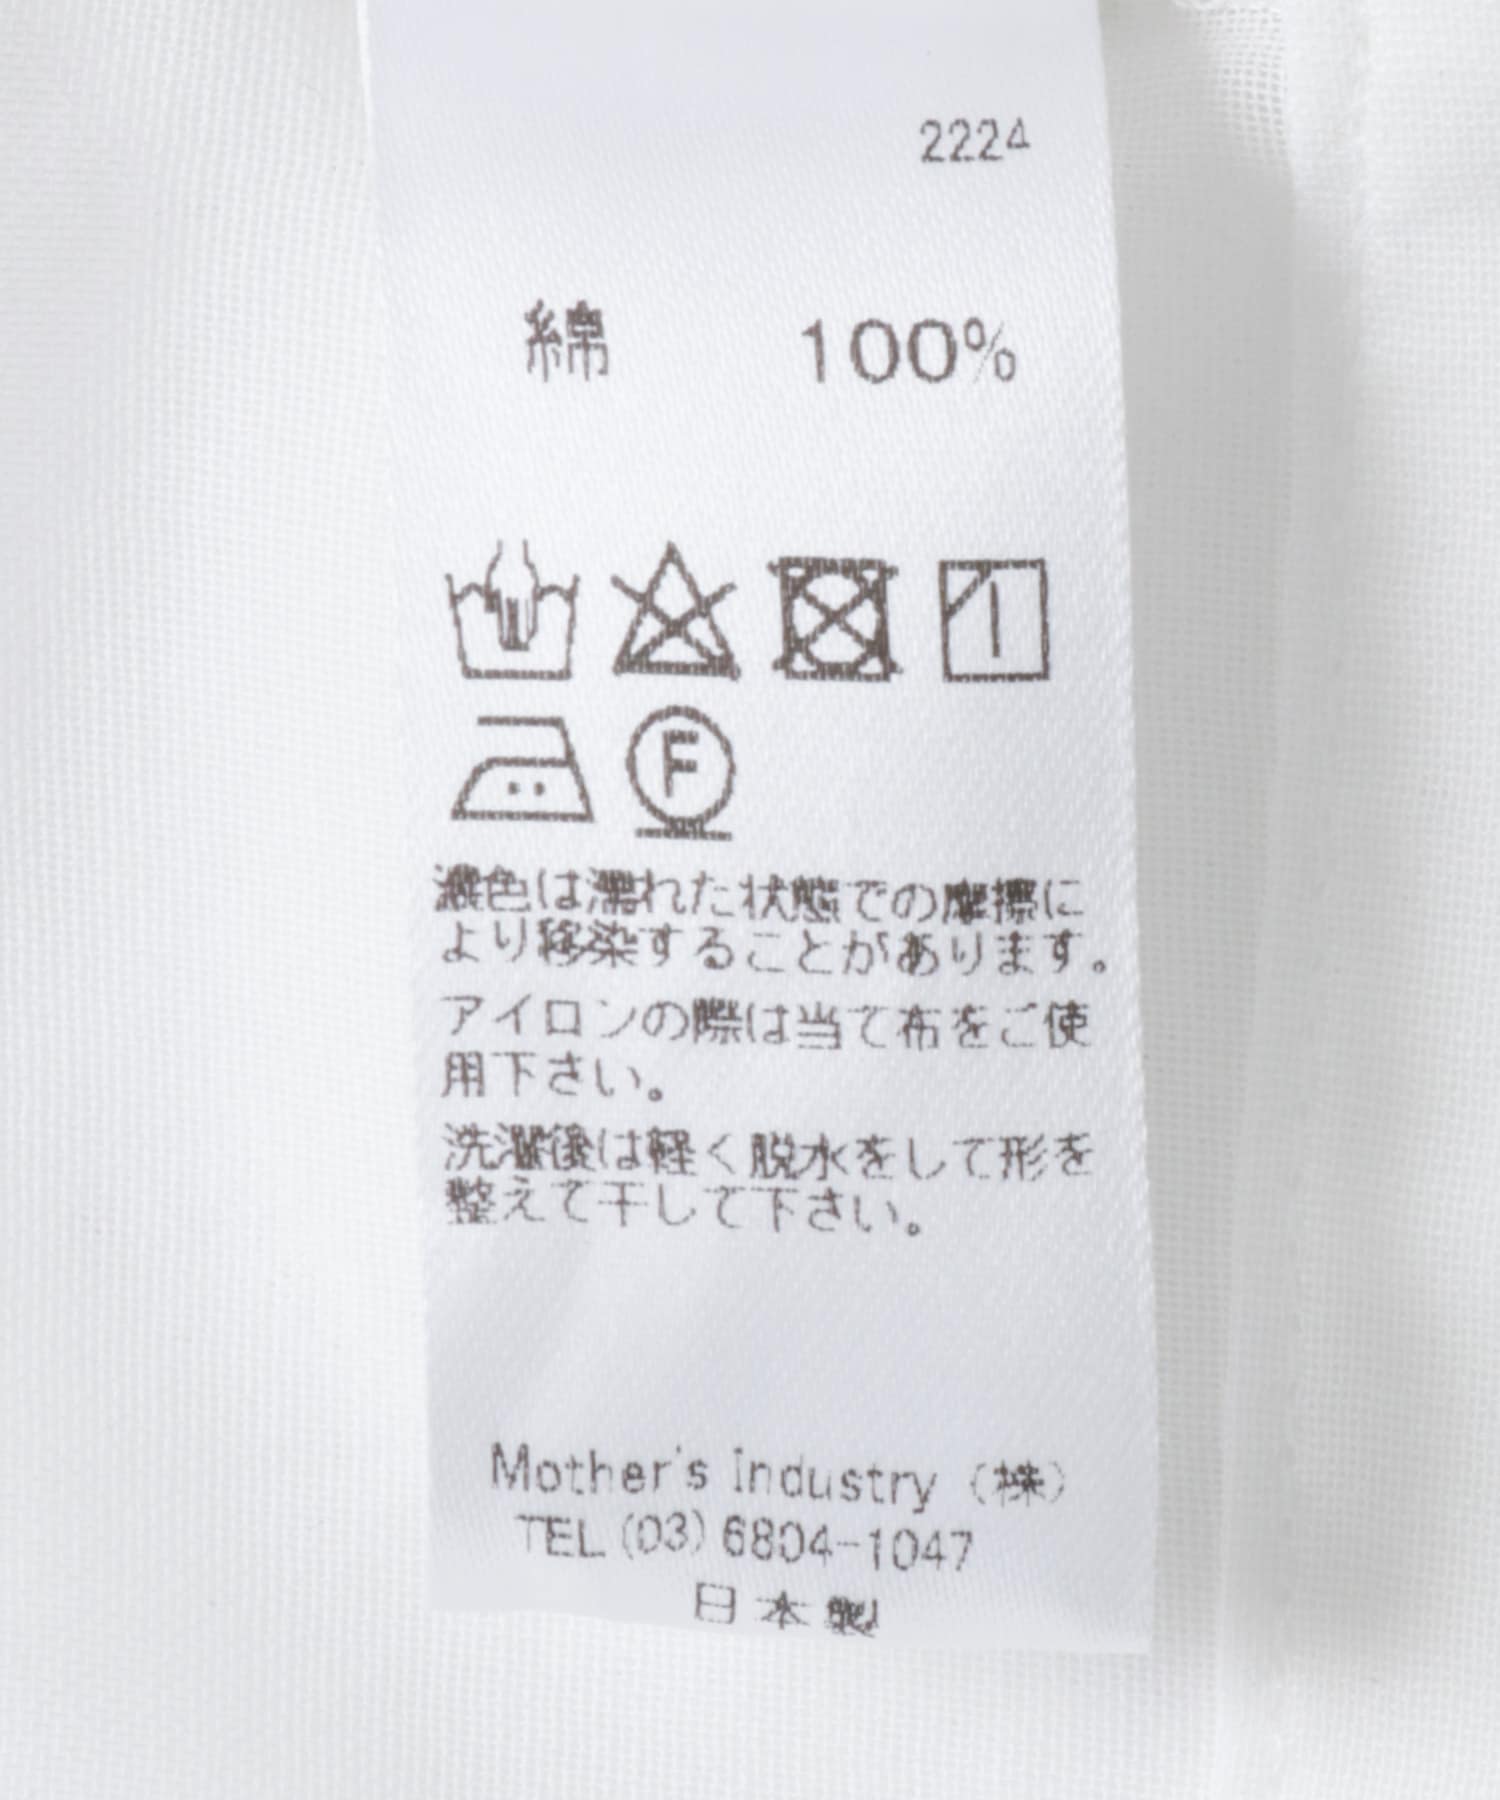 2224
綿 100%
F
濃色は濡れた状態での摩擦に
より移染することがあります。
アイロンの際は当て布をご使
用下さい。
洗濯後は軽く脱水をして形を
整えて干して下さい。
Mother's Industry (株)
TEL (03) 6804-1047
日本製